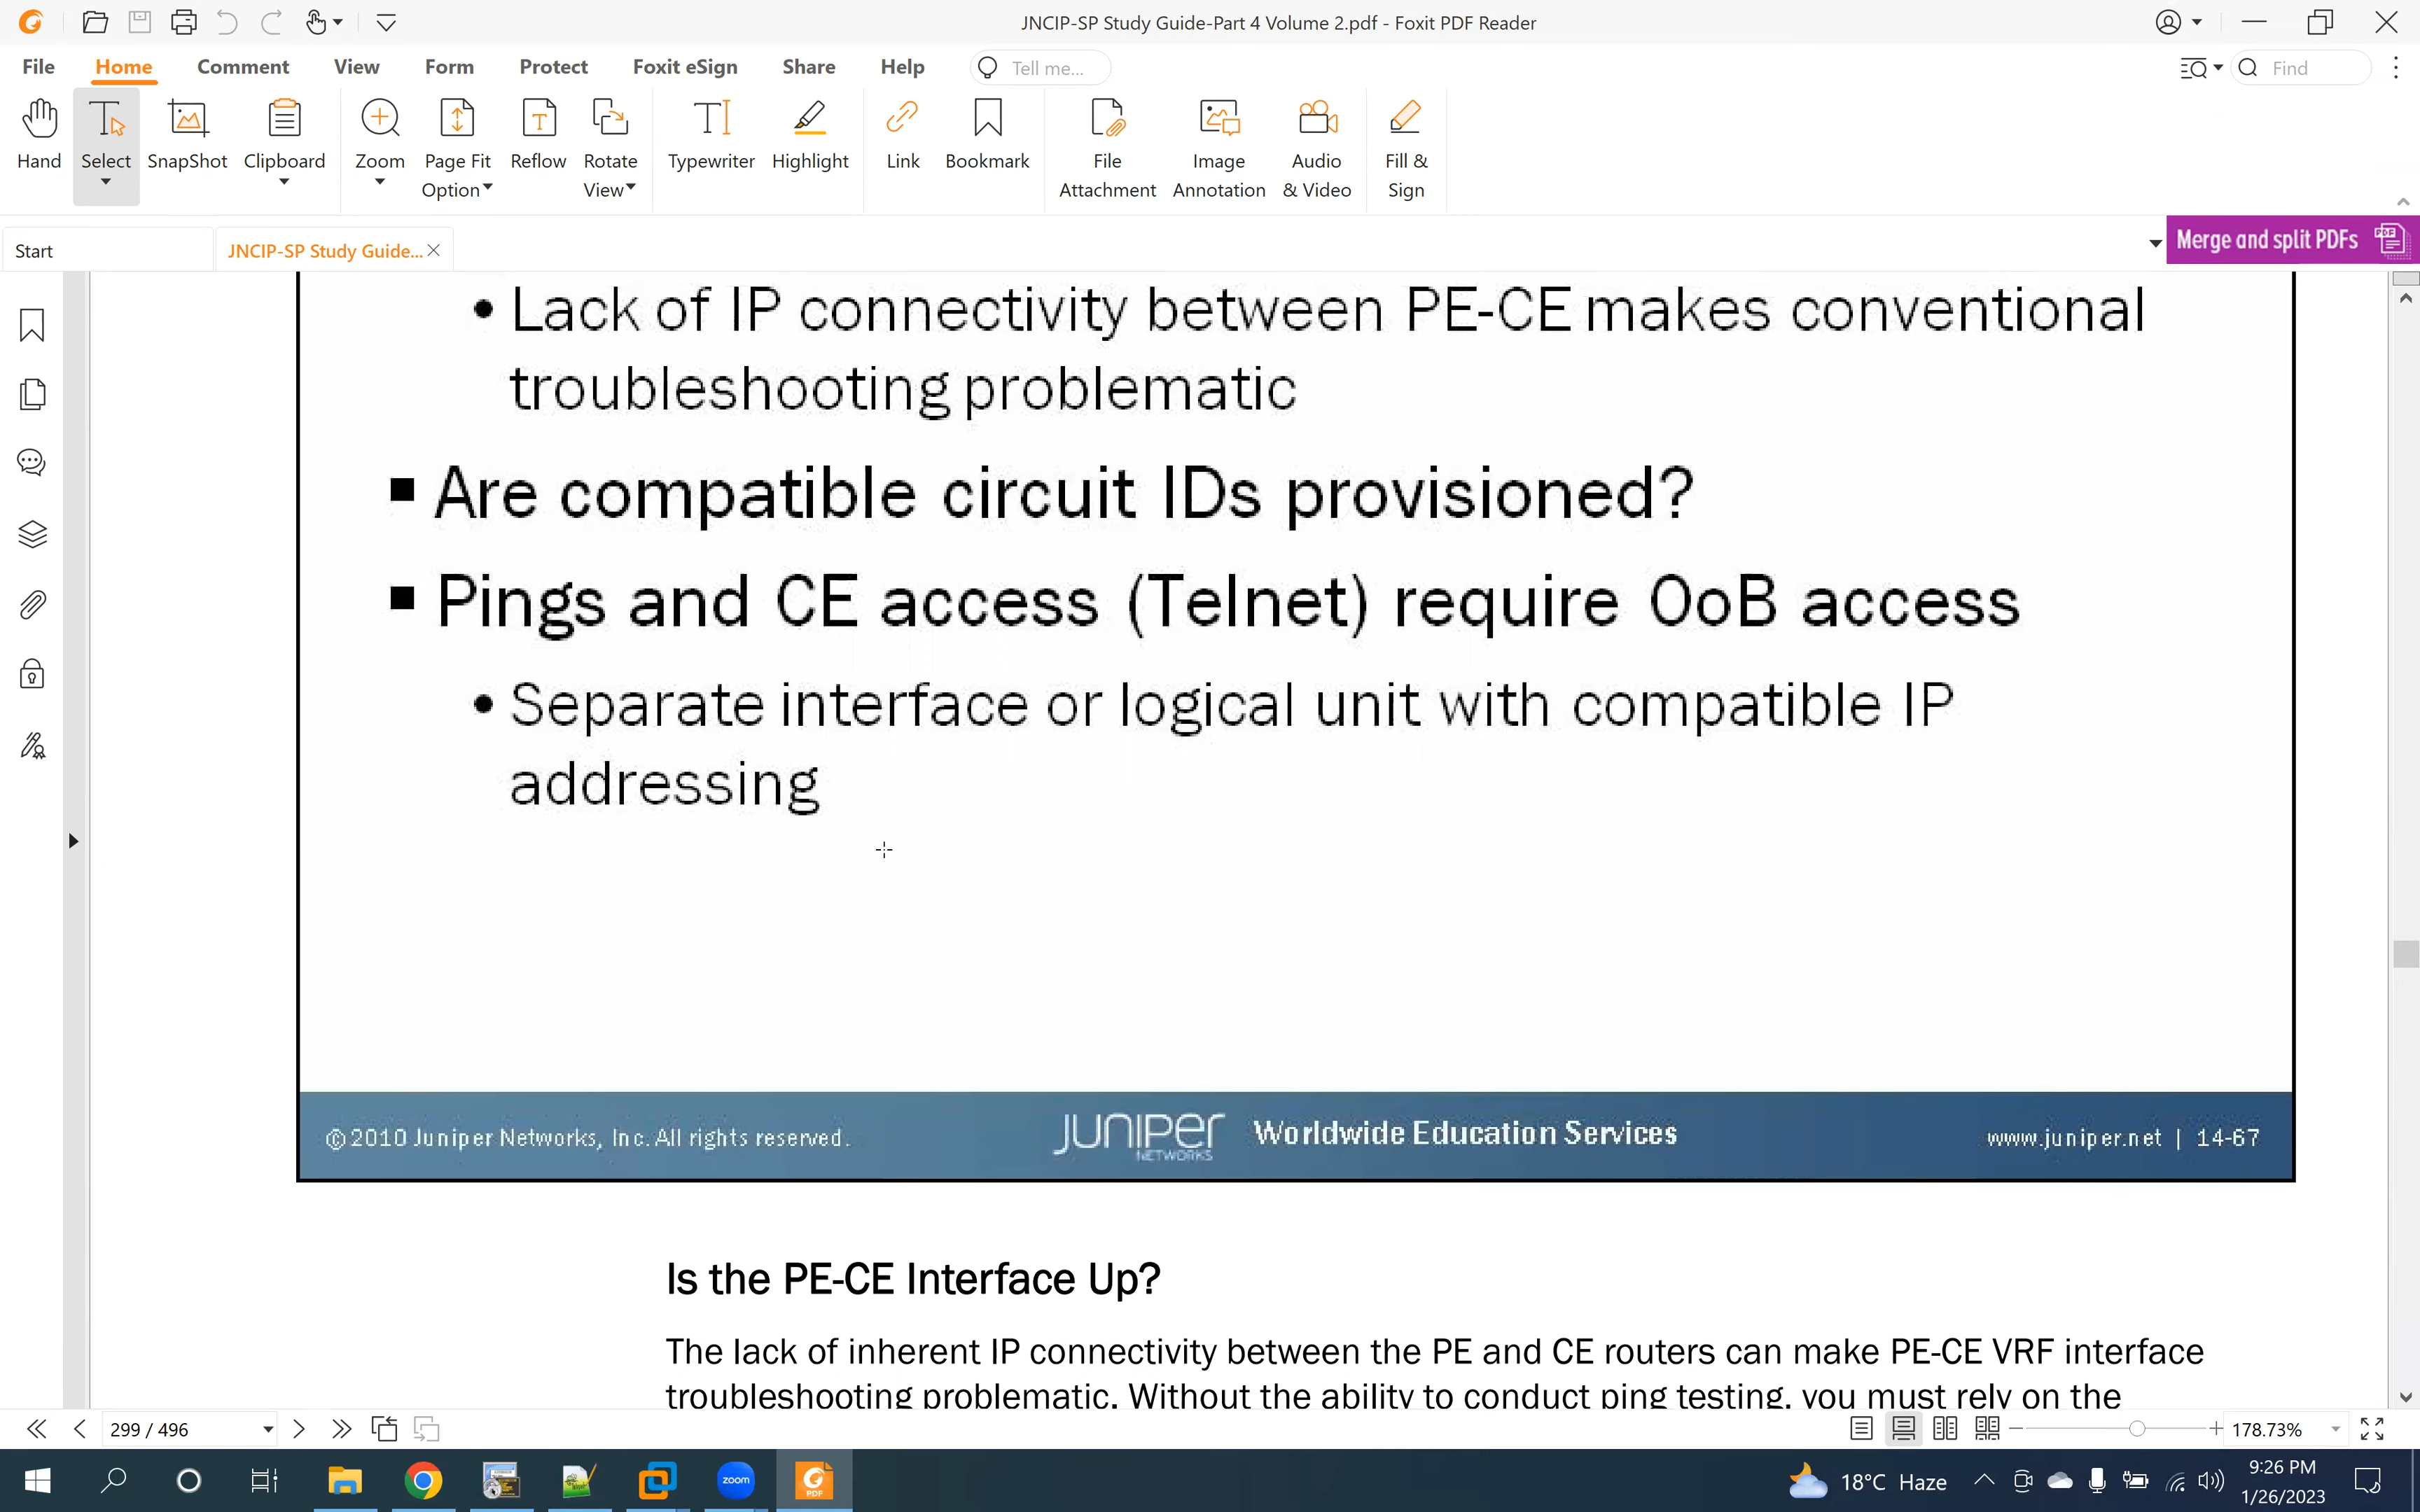 JNCIP-SP Study Guide-Part 4 Volume 2.pdf - Foxit PDF Reader
File Home Comment View Form Protect Foxit eSign Share Help Tell me... Find
Hand Select SnapShot Clipboard Zoom Page Fit Option Reflow Rotate View Typewriter Highlight Link Bookmark File Attachment Image Annotation Audio & Video Fill & Sign
Start JNCIP-SP Study Guide... Merge and split PDFs
• Lack of IP connectivity between PE-CE makes conventional
troubleshooting problematic
■ Are compatible circuit IDs provisioned?
■ Pings and CE access (Telnet) require OoB access
• Separate interface or logical unit with compatible IP
addressing
©2010 Juniper Networks, Inc. All rights reserved. JUNIPER NETWORKS Worldwide Education Services www.juniper.net | 14-67
Is the PE-CE Interface Up?
The lack of inherent IP connectivity between the PE and CE routers can make PE-CE VRF interface
troubleshooting problematic. Without the ability to conduct ping testing, you must rely on the
299 / 496 178.73%
zoom PDF 18°C Haze 9:26 PM
1/26/2023